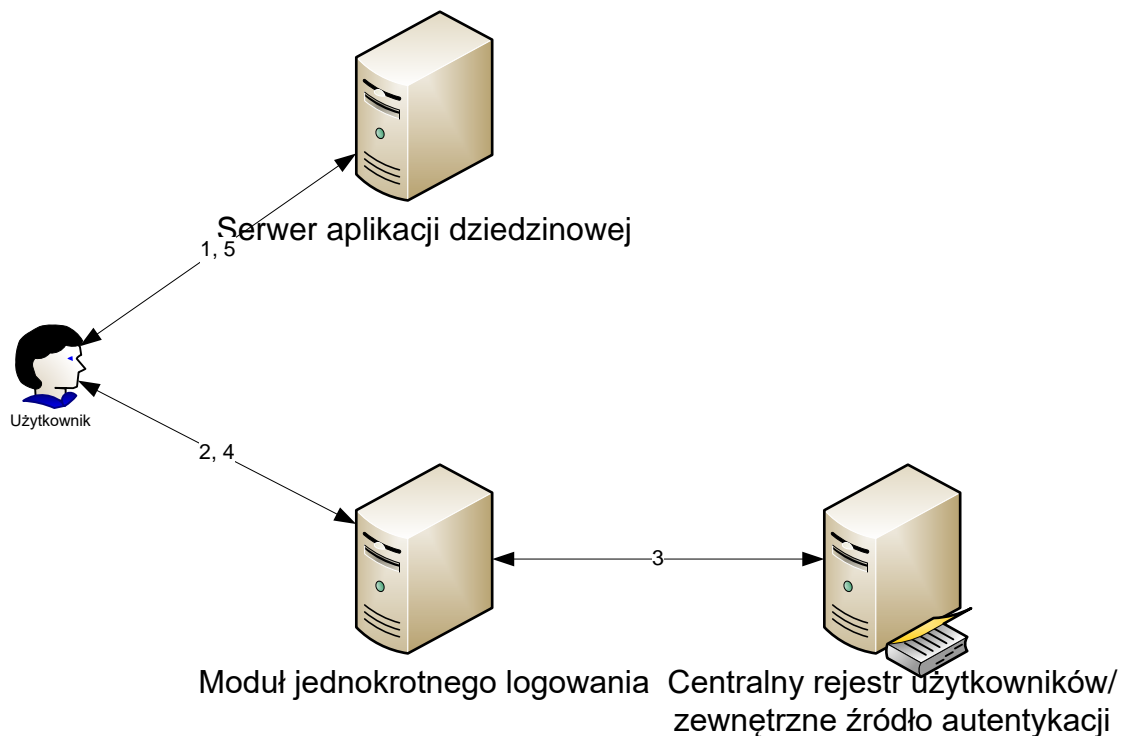 Serwer aplikacji dziedzinowej
1, 5
Użytkownik
2, 4
3
Moduł jednokrotnego logowania
Centralny rejestr użytkowników/
zewnętrzne źródło autentykacji